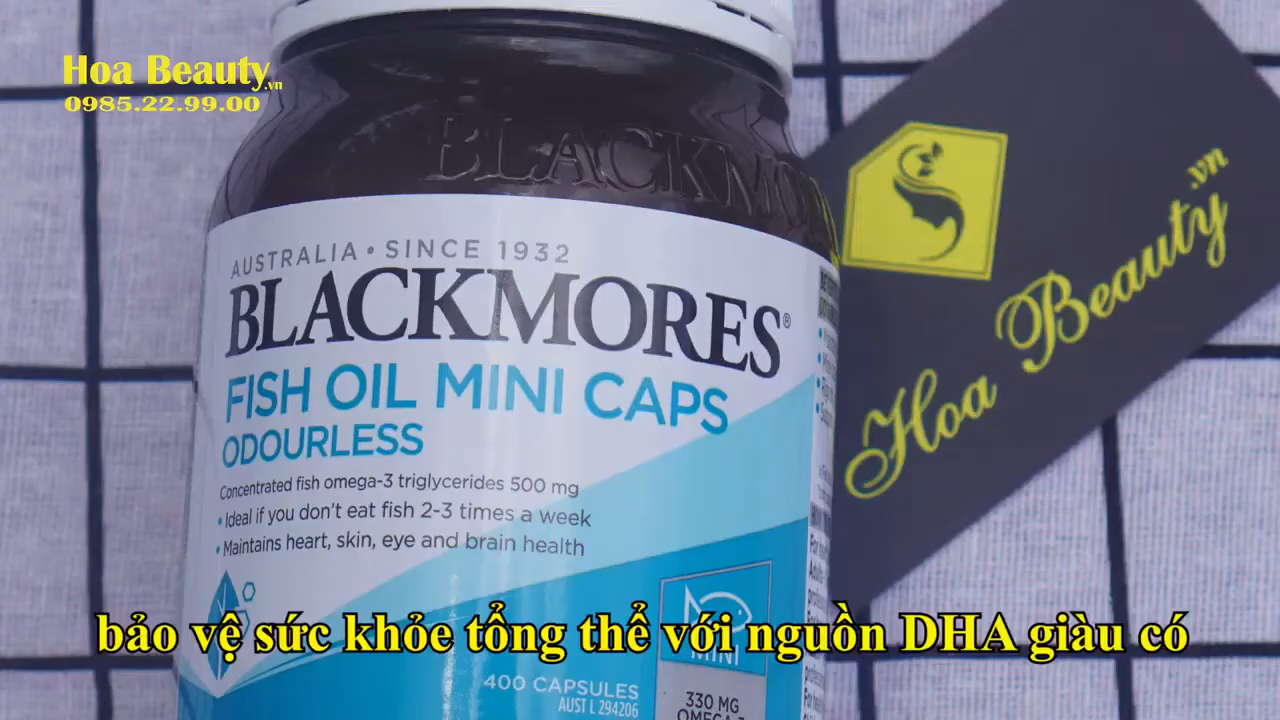 Hoa Beauty.vn
0985.22.99.00
BLACKMO
AUSTRALIA • SINCE 1932
BLACKMORES®
FISH OIL MINI CAPS
ODOURLESS
Concentrated fish omega-3 triglycerides 500 mg
• Ideal if you don't eat fish 2-3 times a week
• Maintains heart, skin, eye and brain health
MINI
400 CAPSULES
AUST L 294206
330 MG
OMEGA-3
Hoa Beauty.vn
bảo vệ sức khỏe tổng thể với nguồn DHA giàu có